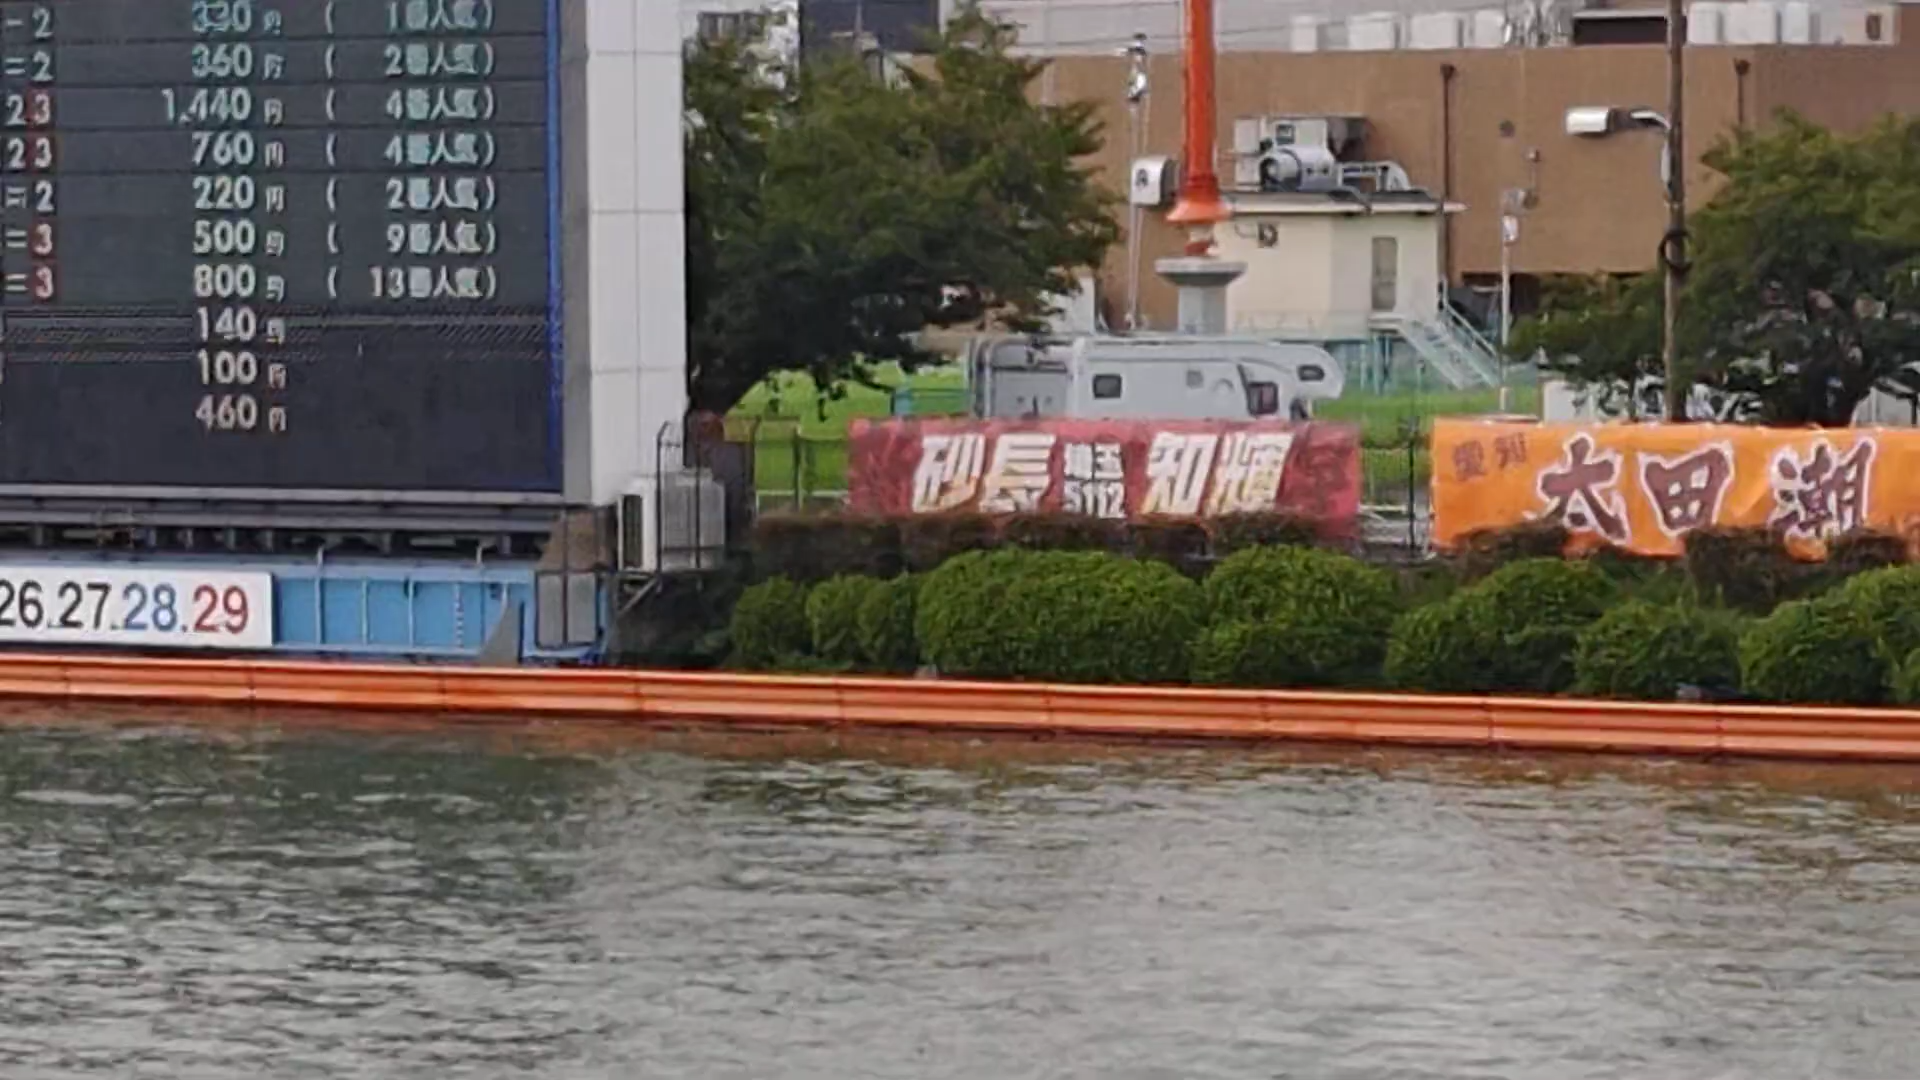 -2 330円 ( 1番人気)
=2 360円 ( 2番人気)
23 1,440円 ( 4番人気)
23 760円 ( 4番人気)
=2 220円 ( 2番人気)
=3 500円 ( 9番人気)
=3 800円 ( 13番人気)
140円
100円
460円
26.27.28.29
砂長 埼玉 5112 知輝
愛知 太田 潮